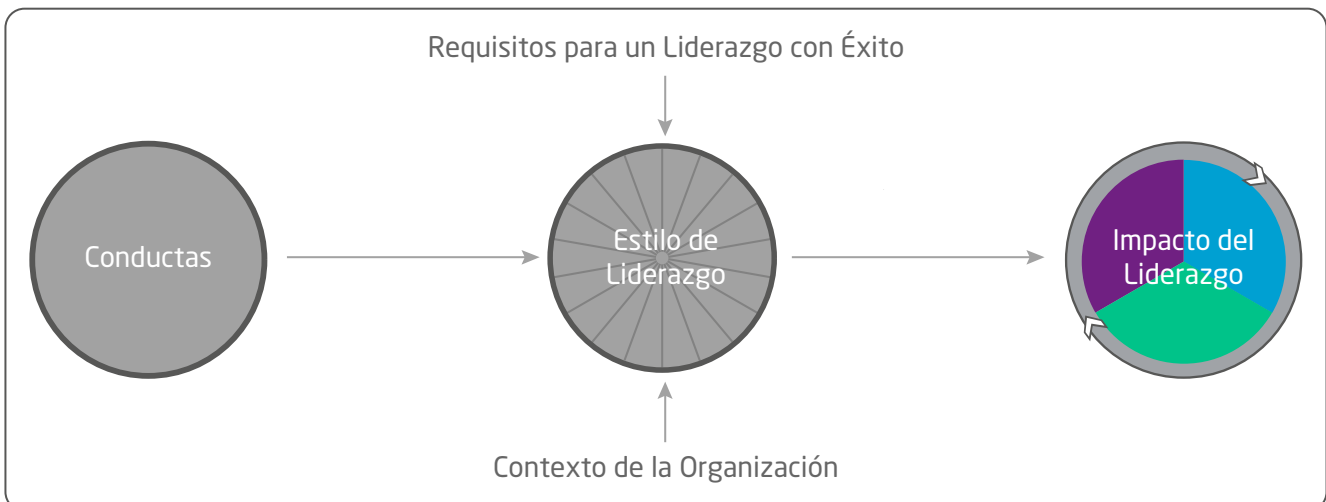 Requisitos para un Liderazgo con Éxito
Conductas
Estilo de
Liderazgo
Impacto del
Liderazgo
Contexto de la Organización